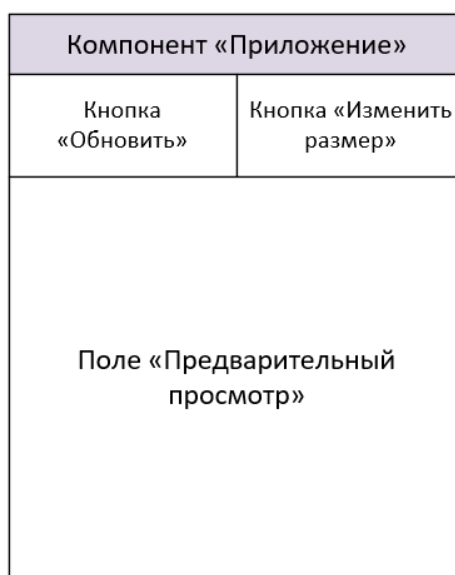 Компонент «Приложение»
Кнопка
«Обновить»
Кнопка «Изменить
размер»
Поле «Предварительный
просмотр»